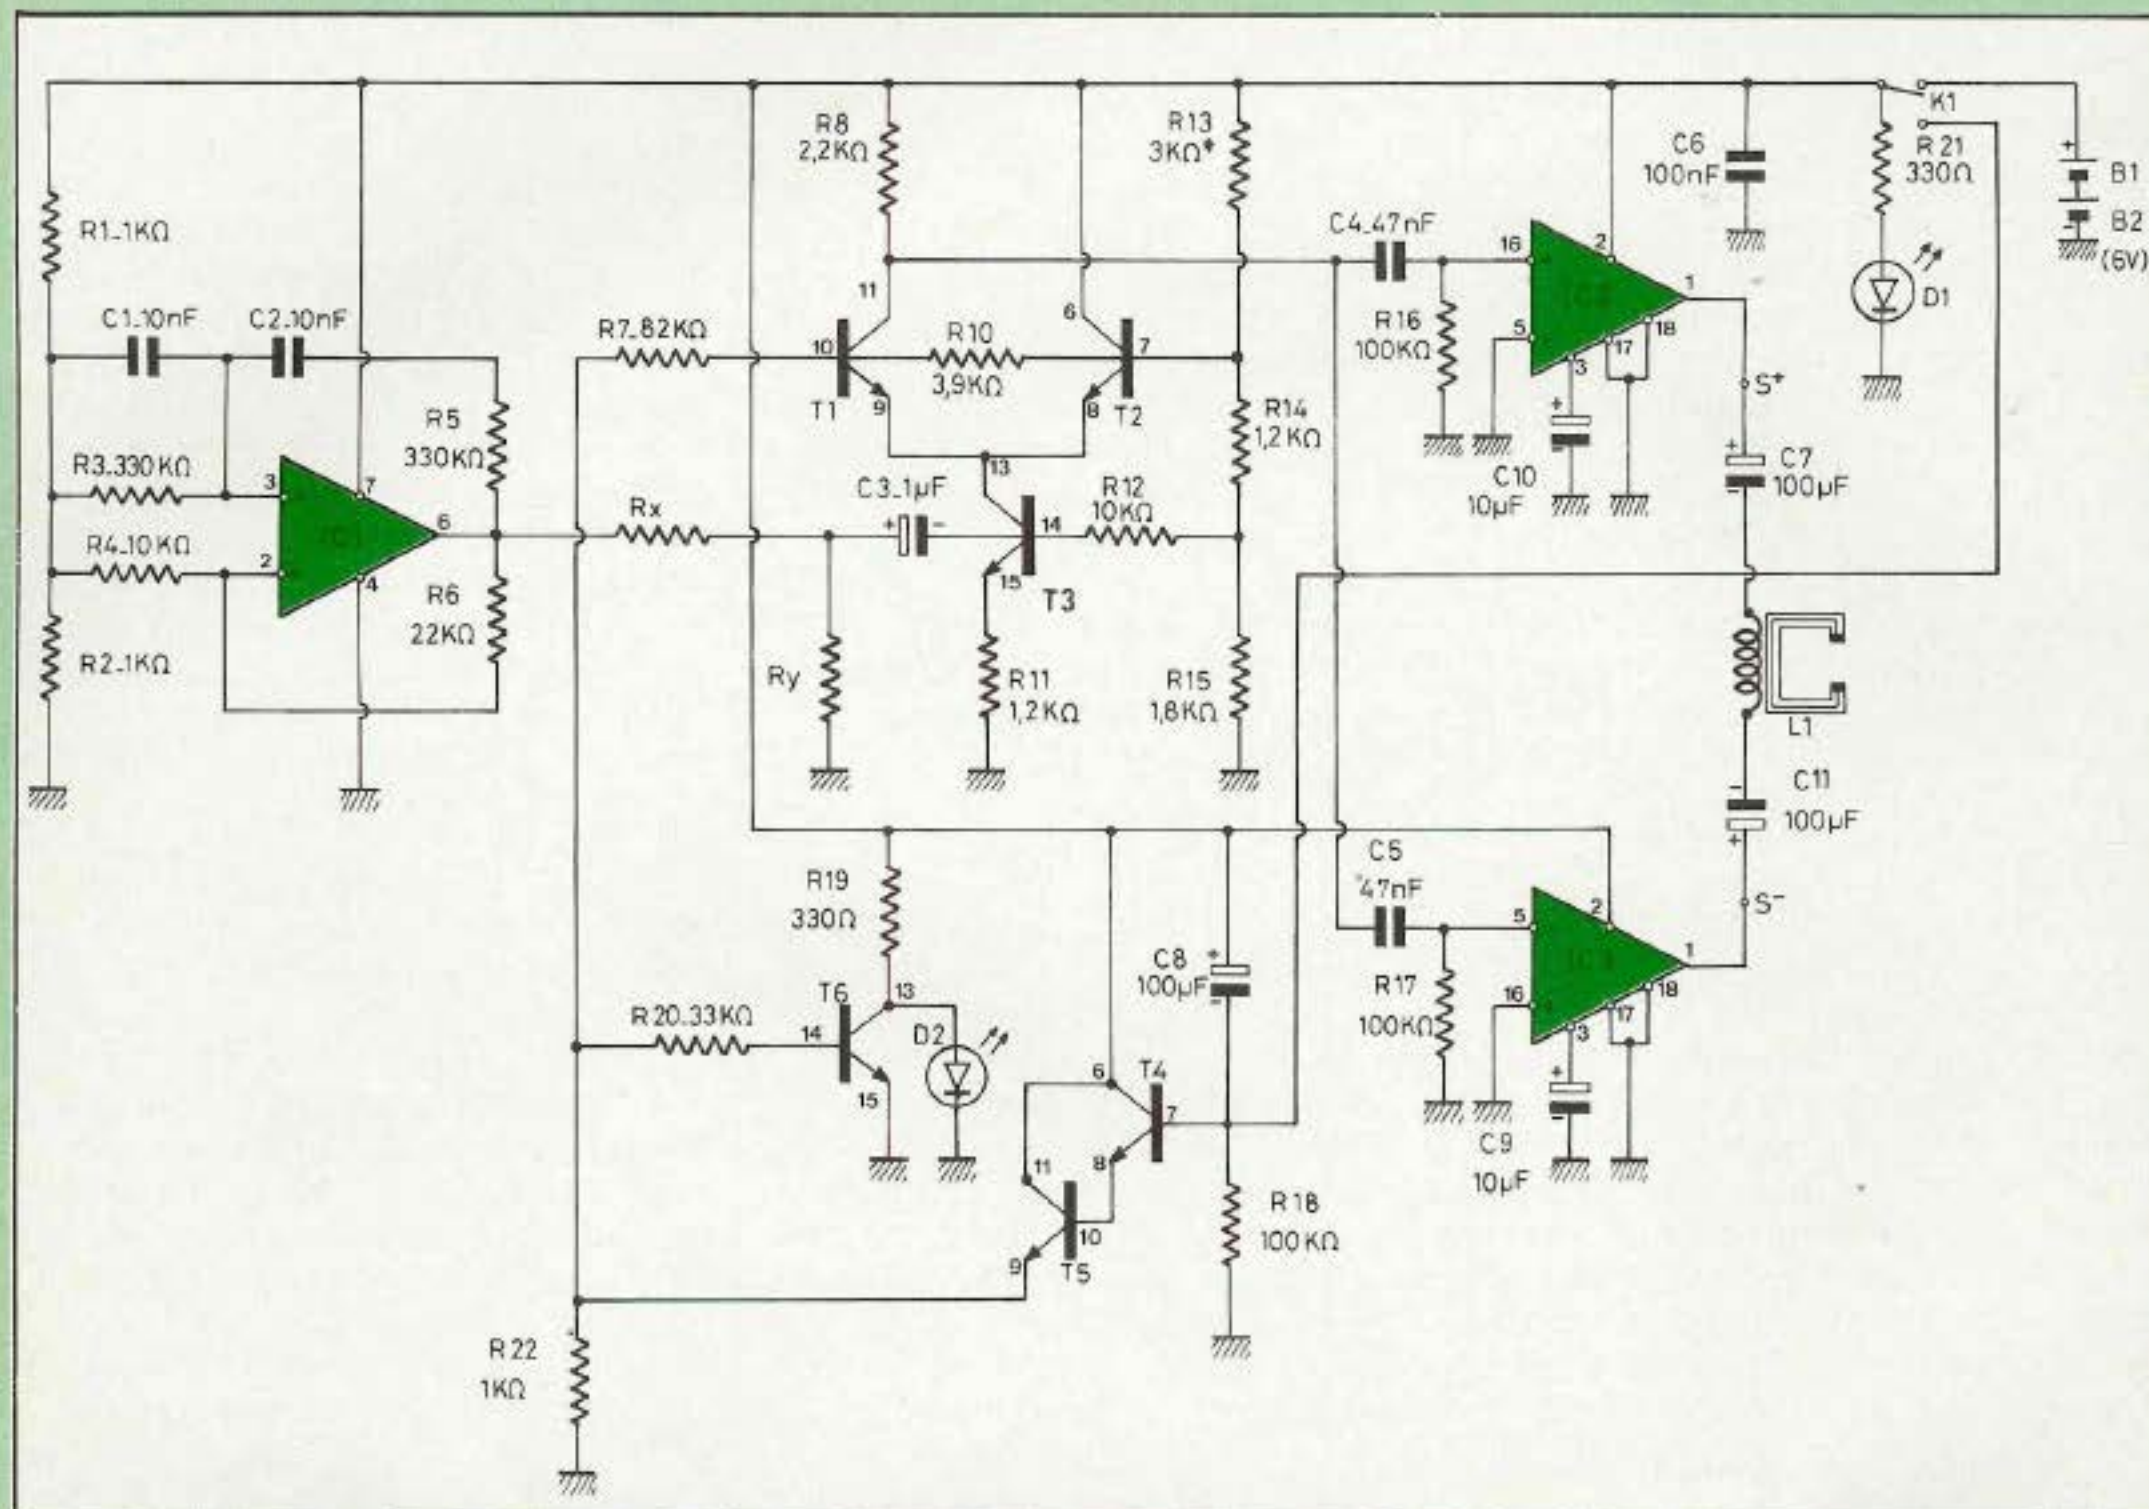 R1_1KΩ
C1_10nF
C2_10nF
R3_330KΩ
R4_10KΩ
R2_1KΩ
3
2
7
6
4
IC1
R5
330KΩ
R6
22KΩ
R7_82KΩ
Rx
Ry
R8
2,2KΩ
11
10
9
T1
R10
3,9KΩ
6
7
8
T2
C3_1µF
+
-
13
14
15
T3
R12
10KΩ
R11
1,2KΩ
R13
3KΩ*
R14
1,2KΩ
R15
1,8KΩ
C4_47nF
R16
100KΩ
16
5
2
1
3
17
18
+
-
C10
10µF
C6
100nF
S+
+
-
C7
100µF
R21
330Ω
D1
K1
+
-
B1
B2
(6V)
L1
-
+
C11
100µF
S-
C5
47nF
R17
100KΩ
5
16
2
1
3
17
18
+
-
C9
10µF
R19
330Ω
R20_33KΩ
T6
13
14
15
D2
C8
100µF
+
-
6
T4
7
8
11
10
9
T5
R18
100KΩ
R22
1KΩ